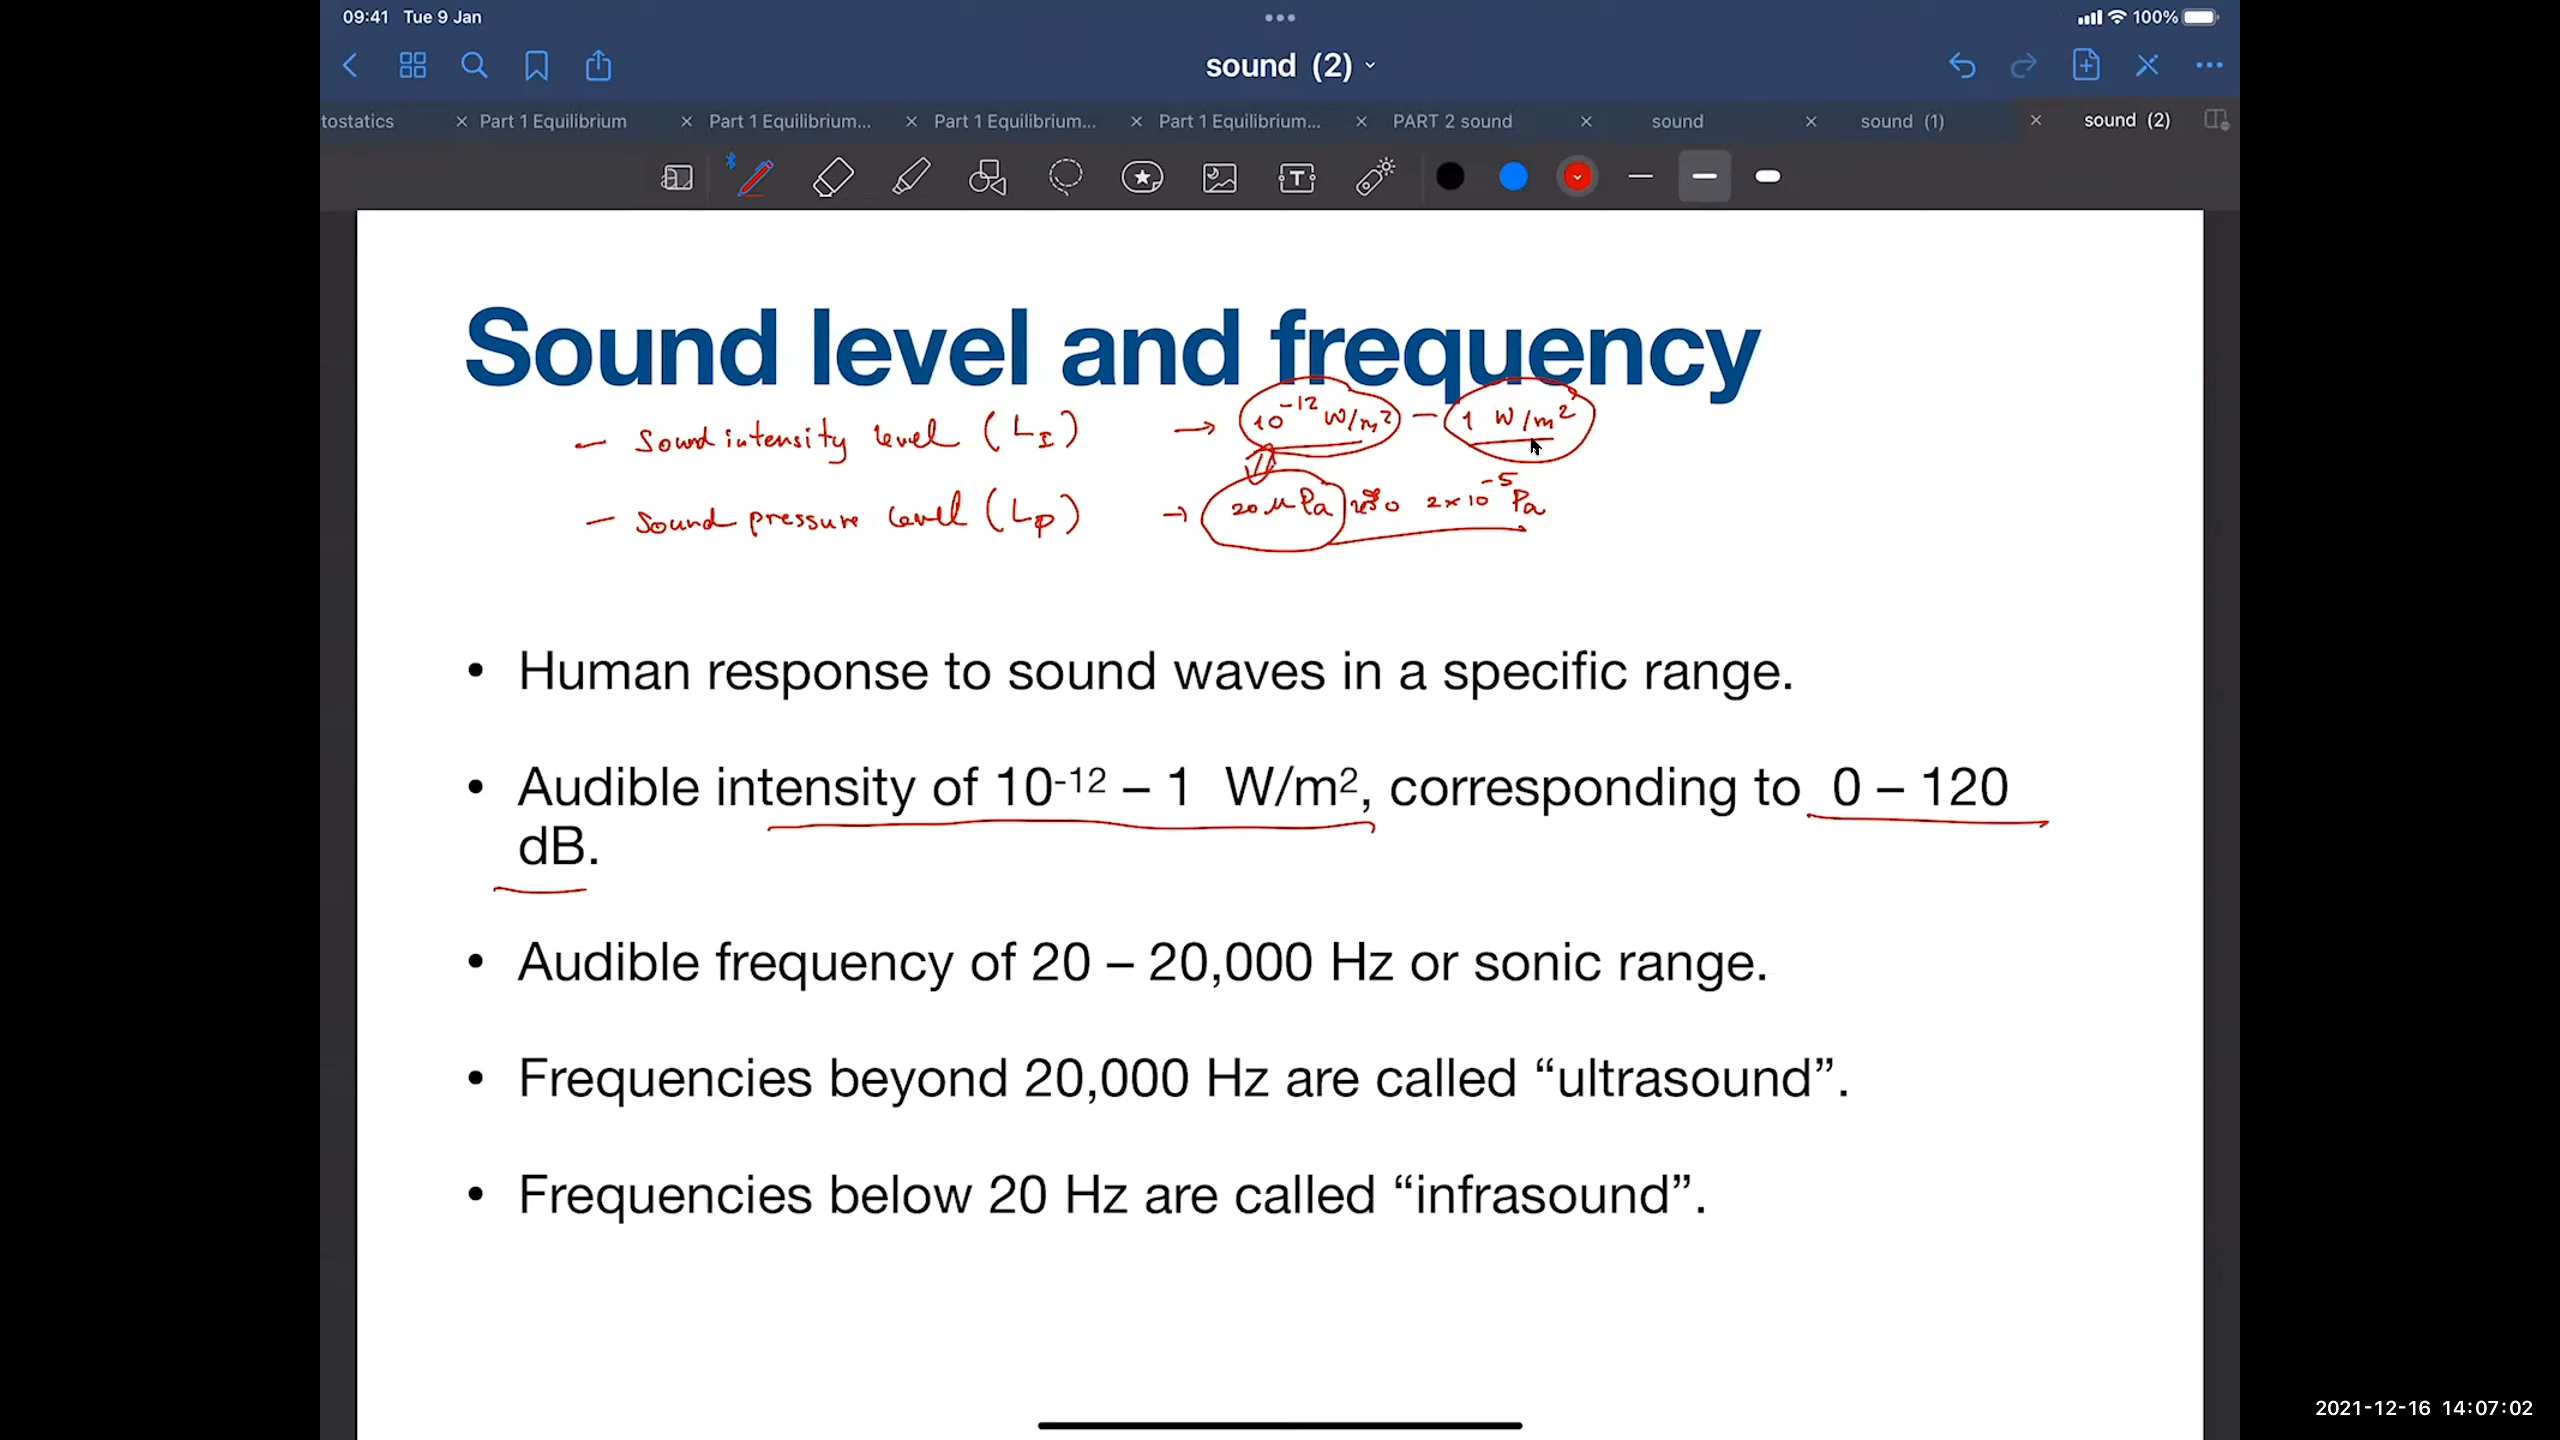 09:41 Tue 9 Jan
100%
sound (2)
tostatics
Part 1 Equilibrium
Part 1 Equilibrium...
Part 1 Equilibrium...
Part 1 Equilibrium...
PART 2 sound
sound
sound (1)
sound (2)
Sound level and frequency
– Sound intensity level (L_I) → 10⁻¹² W/m² – 1 W/m²
– Sound pressure level (L_P) → 20 μPa 2×10⁻⁵ Pa
• Human response to sound waves in a specific range.
• Audible intensity of 10⁻¹² – 1 W/m², corresponding to 0 – 120
dB.
• Audible frequency of 20 – 20,000 Hz or sonic range.
• Frequencies beyond 20,000 Hz are called “ultrasound”.
• Frequencies below 20 Hz are called “infrasound”.
2021-12-16 14:07:02